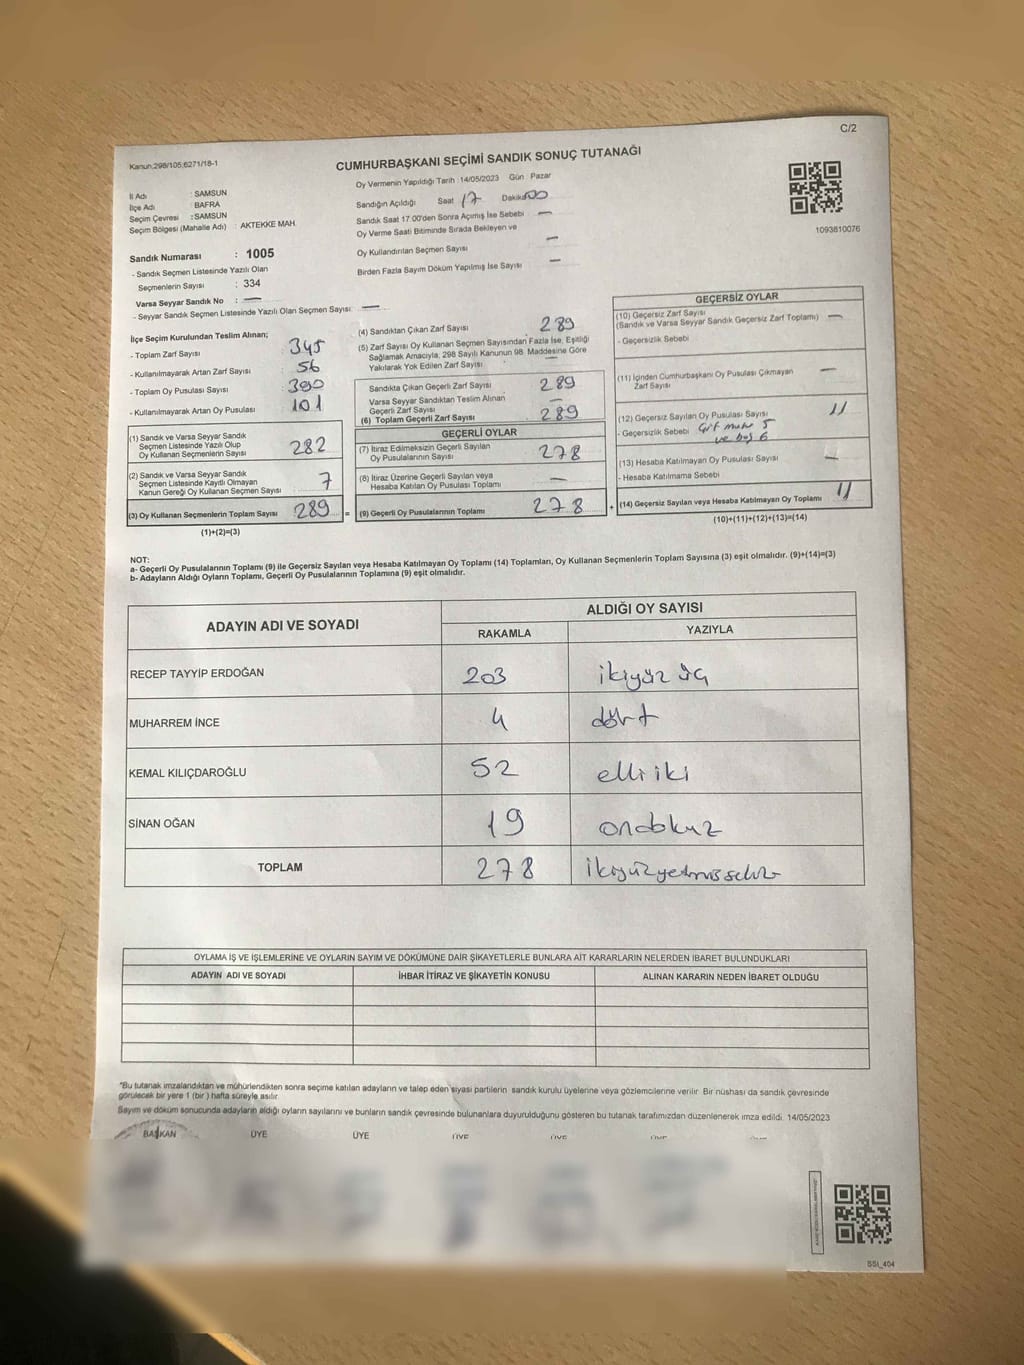 C/2
Kanun:298/105.6271/18-1
CUMHURBAŞKANI SEÇİMİ SANDIK SONUÇ TUTANAĞI
İl Adı : SAMSUN
İlçe Adı : BAFRA
Seçim Çevresi : SAMSUN
Seçim Bölgesi (Mahalle Adı) : AKTEKKE MAH.
Sandık Numarası : 1005
- Sandık Seçmen Listesinde Yazılı Olan
Seçmenlerin Sayısı : 334
Varsa Seyyar Sandık No : —
- Seyyar Sandık Seçmen Listesinde Yazılı Olan Seçmen Sayısı: —
Oy Vermenin Yapıldığı Tarih :14/05/2023 Gün : Pazar
Sandığın Açıldığı Saat 17 Dakika 00
Sandık Saat 17.00'den Sonra Açımış İse Sebebi —
Oy Verme Saati Bitiminde Sırada Bekleyen ve
Oy Kullandırılan Seçmen Sayısı —
Birden Fazla Sayım Döküm Yapılmış İse Sayısı —
1093610076
İlçe Seçim Kurulundan Teslim Alınan;
- Toplam Zarf Sayısı 345
- Kullanılmayarak Artan Zarf Sayısı 56
- Toplam Oy Pusulası Sayısı 390
- Kullanılmayarak Artan Oy Pusulası 101
(1) Sandık ve Varsa Seyyar Sandık
Seçmen Listesinde Yazılı Olup
Oy Kullanan Seçmenlerin Sayısı 282
(2) Sandık ve Varsa Seyyar Sandık
Seçmen Listesinde Kayıtlı Olmayan
Kanun Gereği Oy Kullanan Seçmen Sayısı 7
(3) Oy Kullanan Seçmenlerin Toplam Sayısı 289 =
(1)+(2)=(3)
(4) Sandıktan Çıkan Zarf Sayısı 289
(5) Zarf Sayısı Oy Kullanan Seçmen Sayısından Fazla İse, Eşitliği
Sağlamak Amacıyla, 298 Sayılı Kanunun 98. Maddesine Göre
Yakılarak Yok Edilen Zarf Sayısı —
Sandıkta Çıkan Geçerli Zarf Sayısı 289
Varsa Seyyar Sandıktan Teslim Alınan
Geçerli Zarf Sayısı —
(6) Toplam Geçerli Zarf Sayısı 289
GEÇERLİ OYLAR
(7) İtiraz Edilmeksizin Geçerli Sayılan
Oy Pusulalarının Sayısı 278
(8) İtiraz Üzerine Geçerli Sayılan veya
Hesaba Katılan Oy Pusulası Toplamı —
(9) Geçerli Oy Pusulalarının Toplamı 278 +
GEÇERSİZ OYLAR
(10) Geçersiz Zarf Sayısı
(Sandık ve Varsa Seyyar Sandık Geçersiz Zarf Toplamı) —
- Geçersizlik Sebebi
(11) İçinden Cumhurbaşkanı Oy Pusulası Çıkmayan
Zarf Sayısı —
(12) Geçersiz Sayılan Oy Pusulası Sayısı 11
- Geçersizlik Sebebi Çift 5
ve boş 6
(13) Hesaba Katılmayan Oy Pusulası Sayısı —
- Hesaba Katılmama Sebebi
(14) Geçersiz Sayılan veya Hesaba Katılmayan Oy Toplamı 11
(10)+(11)+(12)+(13)=(14)
NOT:
a- Geçerli Oy Pusulalarının Toplamı (9) ile Geçersiz Sayılan veya Hesaba Katılmayan Oy Toplamı (14) Toplamları, Oy Kullanan Seçmenlerin Toplam Sayısına (3) eşit olmalıdır. (9)+(14)=(3)
b- Adayların Aldığı Oyların Toplamı, Geçerli Oy Pusulalarının Toplamına (9) eşit olmalıdır.
ADAYIN ADI VE SOYADI ALDIĞI OY SAYISI
RAKAMLA YAZIYLA
RECEP TAYYİP ERDOĞAN 203 ikiyüz üç
MUHARREM İNCE 4 dört
KEMAL KILIÇDAROĞLU 52 elli iki
SİNAN OĞAN 19 ondokuz
TOPLAM 278 ikiyüzyetmişsekiz
OYLAMA İŞ VE İŞLEMLERİNE VE OYLARIN SAYIM VE DÖKÜMÜNE DAİR ŞİKAYETLERLE BUNLARA AİT KARARLARIN NELERDEN İBARET BULUNDUKLARI
ADAYIN ADI VE SOYADI İHBAR İTİRAZ VE ŞİKAYETİN KONUSU ALINAN KARARIN NEDEN İBARET OLDUĞU
*Bu tutanak imzalandıktan ve mühürlendikten sonra seçime katılan adayların ve talep eden siyasi partilerin sandık kurulu üyelerine veya gözlemcilerine verilir. Bir nüshası da sandık çevresinde
görülecek bir yere 1 (bir) hafta süreyle asılır.
Sayım ve döküm sonucunda adayların aldığı oyların sayılarını ve bunların sandık çevresinde bulunanlara duyurulduğunu gösteren bu tutanak tarafımızdan düzenlenerek imza edildi. 14/05/2023
BAŞKAN ÜYE ÜYE ÜYE ÜYE ÜYE
SSİ_404